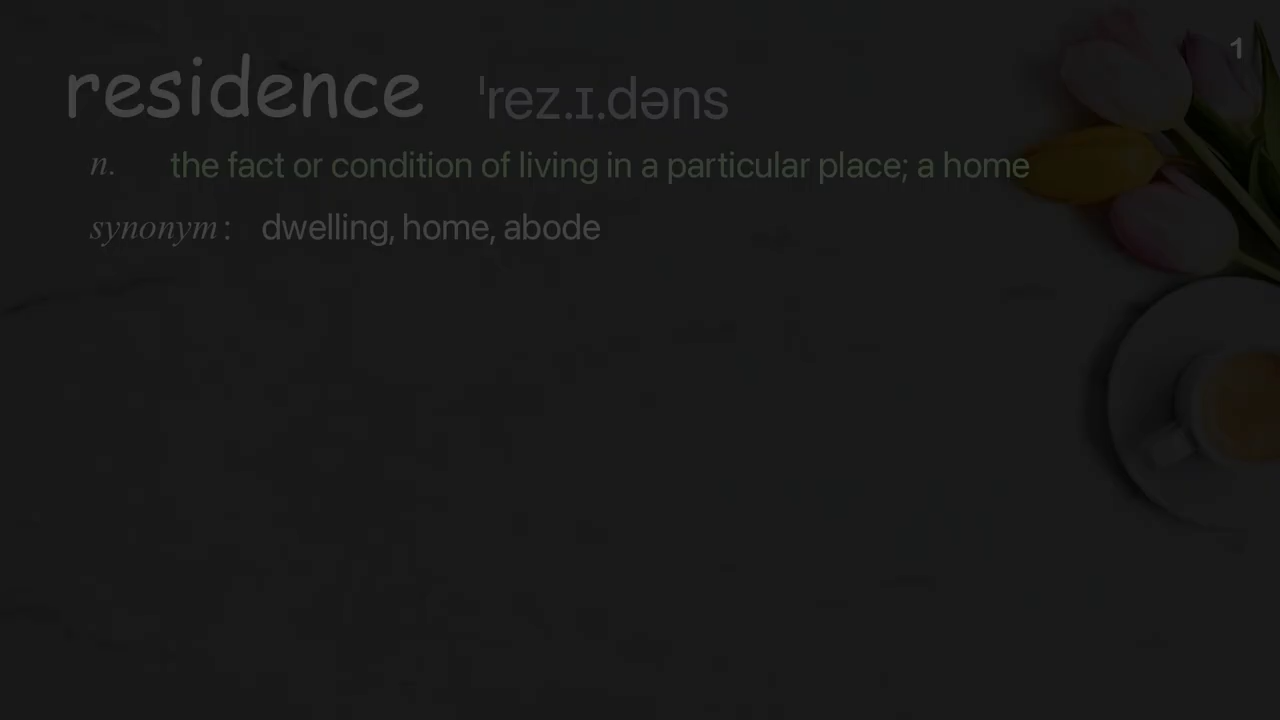 1
residence ˈrez.ɪ.dəns
n. the fact or condition of living in a particular place; a home
synonym : dwelling, home, abode